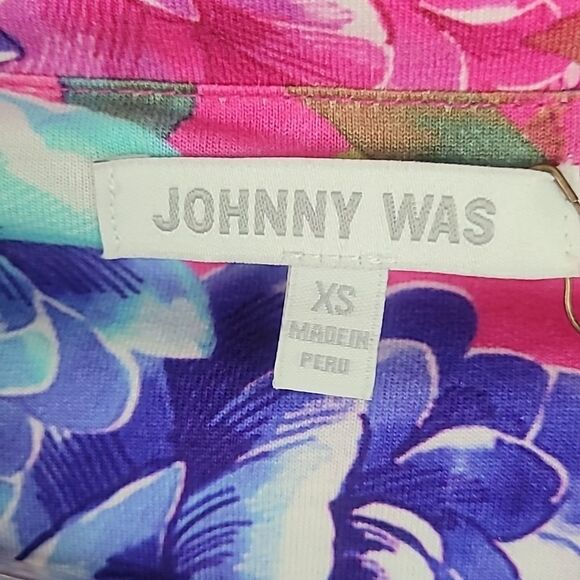 JOHNNY WAS
XS
MADE IN
PERU